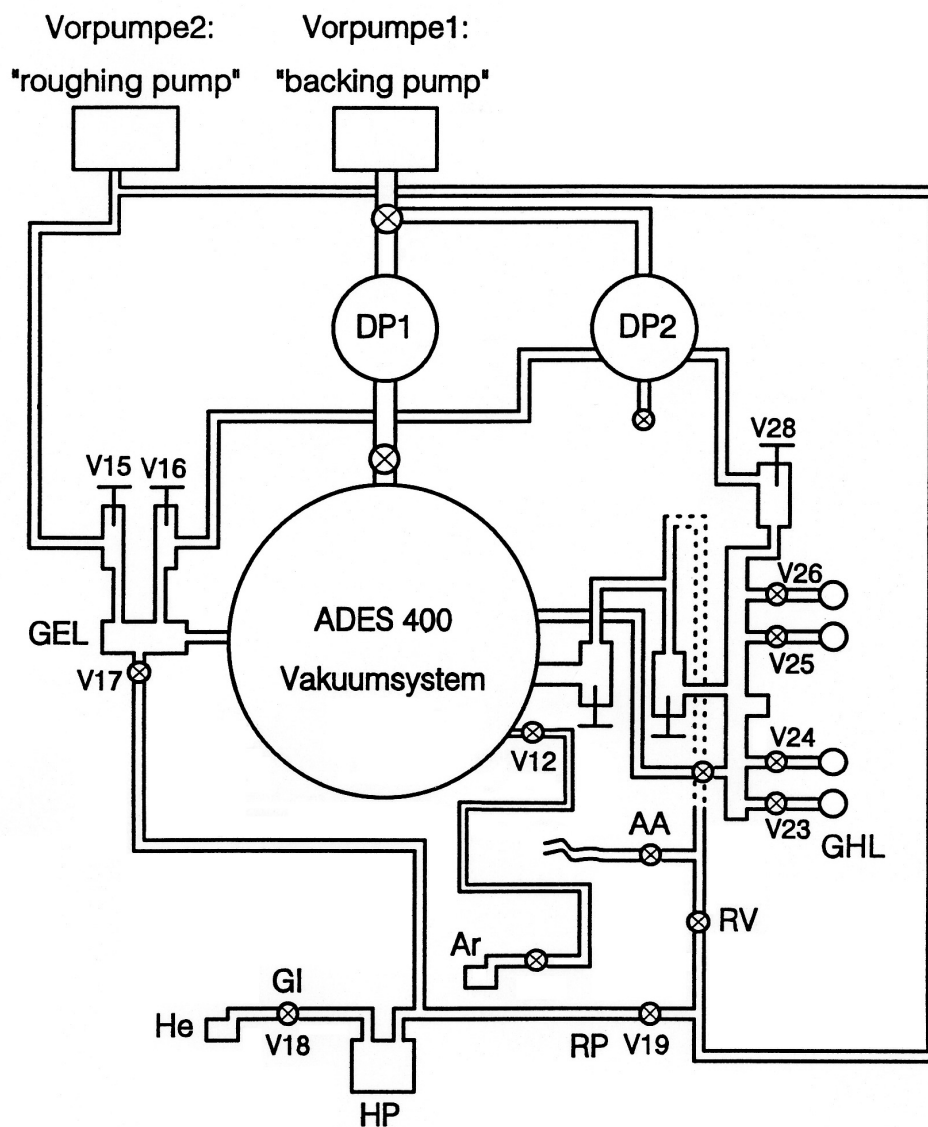 Vorpumpe2: Vorpumpe1:
"roughing pump" "backing pump"
DP1 DP2
V28
V15 V16
V26
GEL ADES 400
V25
V17 Vakuumsystem
V12
V24
AA V23
GHL
RV
Ar
GI
He
V18 RP V19
HP